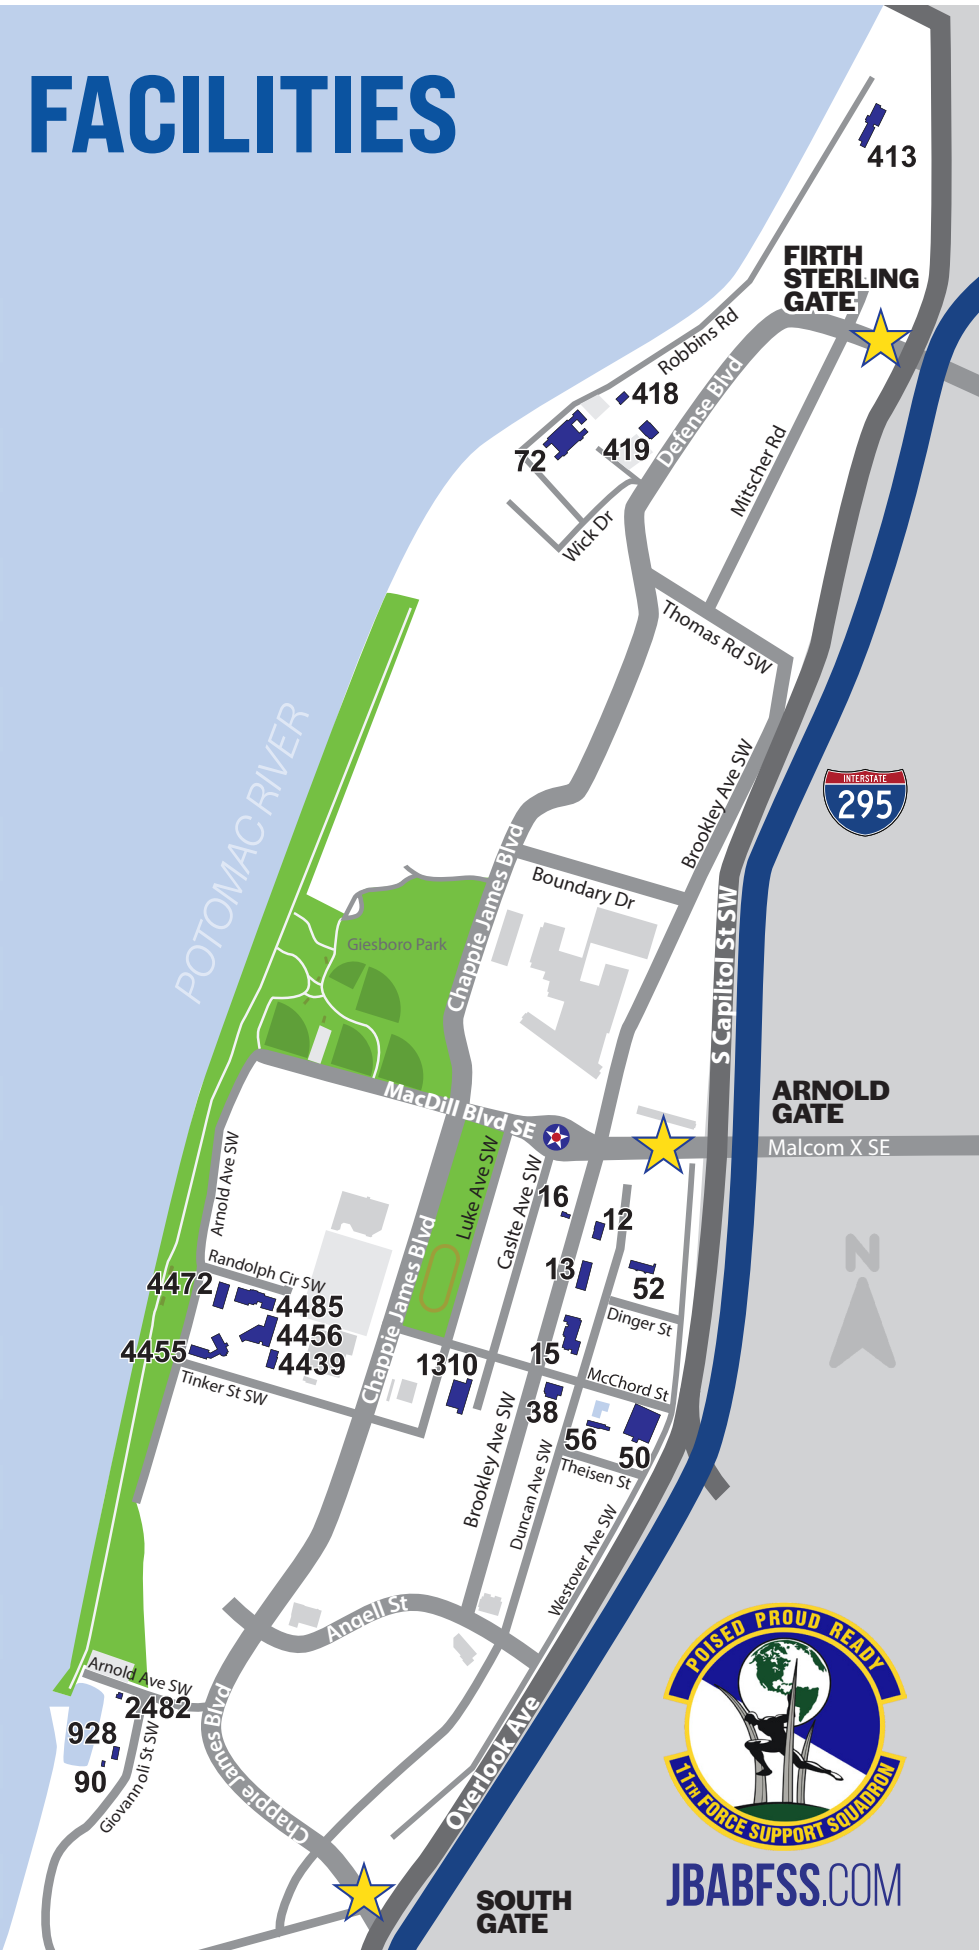 FACILITIES
413
FIRTH
STERLING
GATE
Robbins Rd
418
Defense Blvd
419
72
Mitscher Rd
Wick Dr
Thomas Rd SW
POTOMAC RIVER
Brookley Ave SW
INTERSTATE
295
Chappie James Blvd
Boundary Dr
S Capiltol St SW
Giesboro Park
MacDill Blvd SE
ARNOLD
GATE
Malcom X SE
Arnold Ave SW
Luke Ave SW
Caslte Ave SW
16
12
Randolph Cir SW
4472
4485
13
52
N
4456
4455
4439
Chappie James Blvd
Dinger St
15
1310
Tinker St SW
McChord St
38
56
50
Brookley Ave SW
Duncan Ave SW
Theisen St
Westover Ave SW
Angell St
Arnold Ave SW
2482
928
90
Giovannoli St SW
Chappie James Blvd
Chappie
Overlook Ave
POISED PROUD READY
11TH FORCE SUPPORT SQUADRON
JBABFSS.COM
SOUTH
GATE